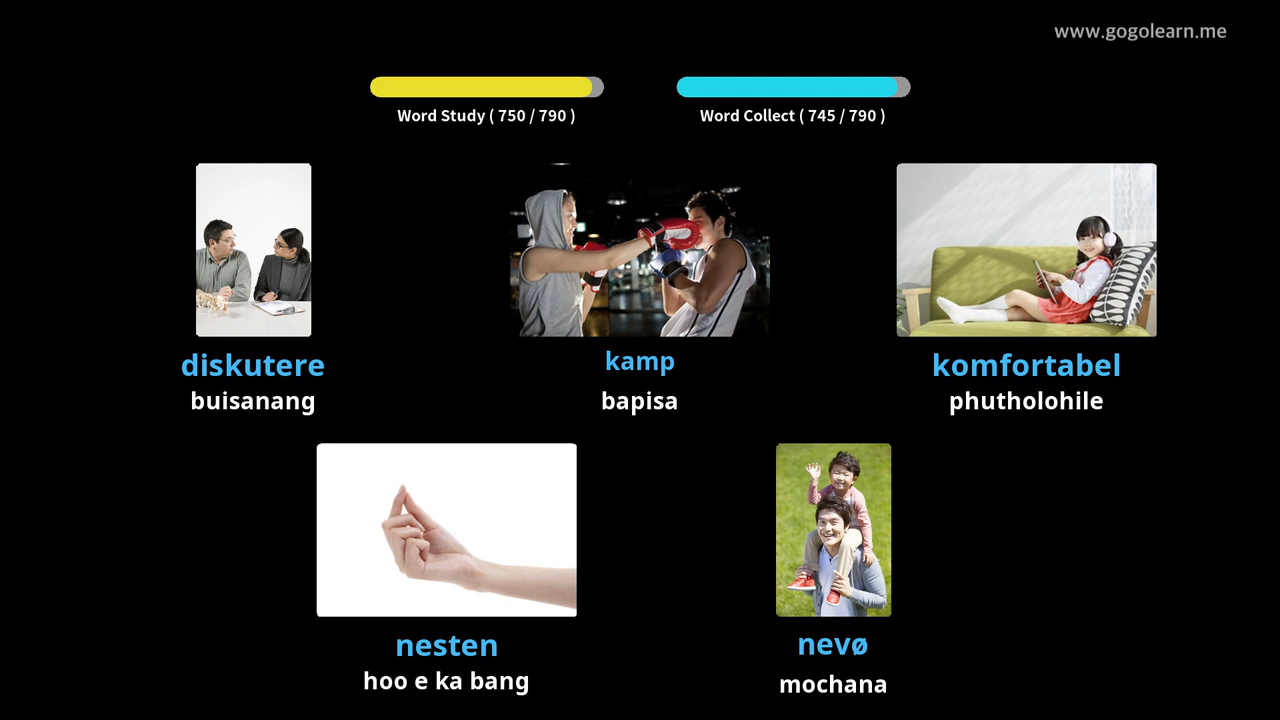 www.gogolearn.me
Word Study ( 750 / 790 )
Word Collect ( 745 / 790 )
diskutere
buisanang
kamp
bapisa
komfortabel
phutholohile
nesten
hoo e ka bang
nevø
mochana